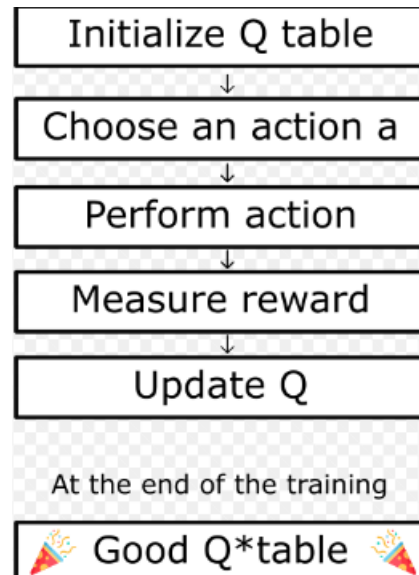 Initialize Q table
↓
Choose an action a
↓
Perform action
↓
Measure reward
↓
Update Q
At the end of the training
🎉 Good Q*table 🎉